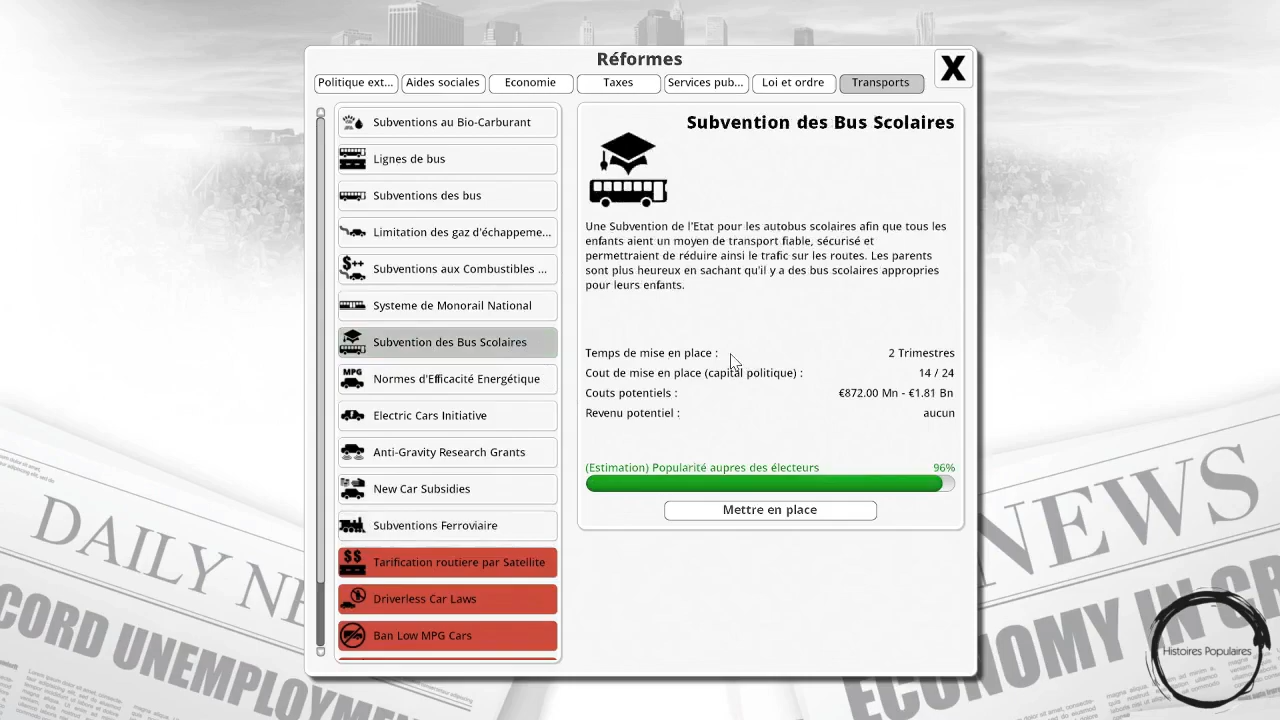 Réformes
X
Politique ext...
Aides sociales
Economie
Taxes
Services pub...
Loi et ordre
Transports
Subventions au Bio-Carburant
Lignes de bus
Subventions des bus
Limitation des gaz d'échappeme...
$++
Subventions aux Combustibles ...
Systeme de Monorail National
Subvention des Bus Scolaires
MPG
Normes d'Efficacité Energétique
Electric Cars Initiative
Anti-Gravity Research Grants
New Car Subsidies
Subventions Ferroviaire
$$
Tarification routiere par Satellite
Driverless Car Laws
Ban Low MPG Cars
Subvention des Bus Scolaires
Une Subvention de l'Etat pour les autobus scolaires afin que tous les
enfants aient un moyen de transport fiable, sécurisé et
permettraient de réduire ainsi le trafic sur les routes. Les parents
sont plus heureux en sachant qu'il y a des bus scolaires appropries
pour leurs enfants.
Temps de mise en place : 2 Trimestres
Cout de mise en place (capital politique) : 14 / 24
Couts potentiels : €872.00 Mn - €1.81 Bn
Revenu potentiel : aucun
(Estimation) Popularité aupres des électeurs 96%
Mettre en place
DAILY NE
CORD UNEMPLOYM
NEWS
ECONOMY IN CR
Histoires Populaires